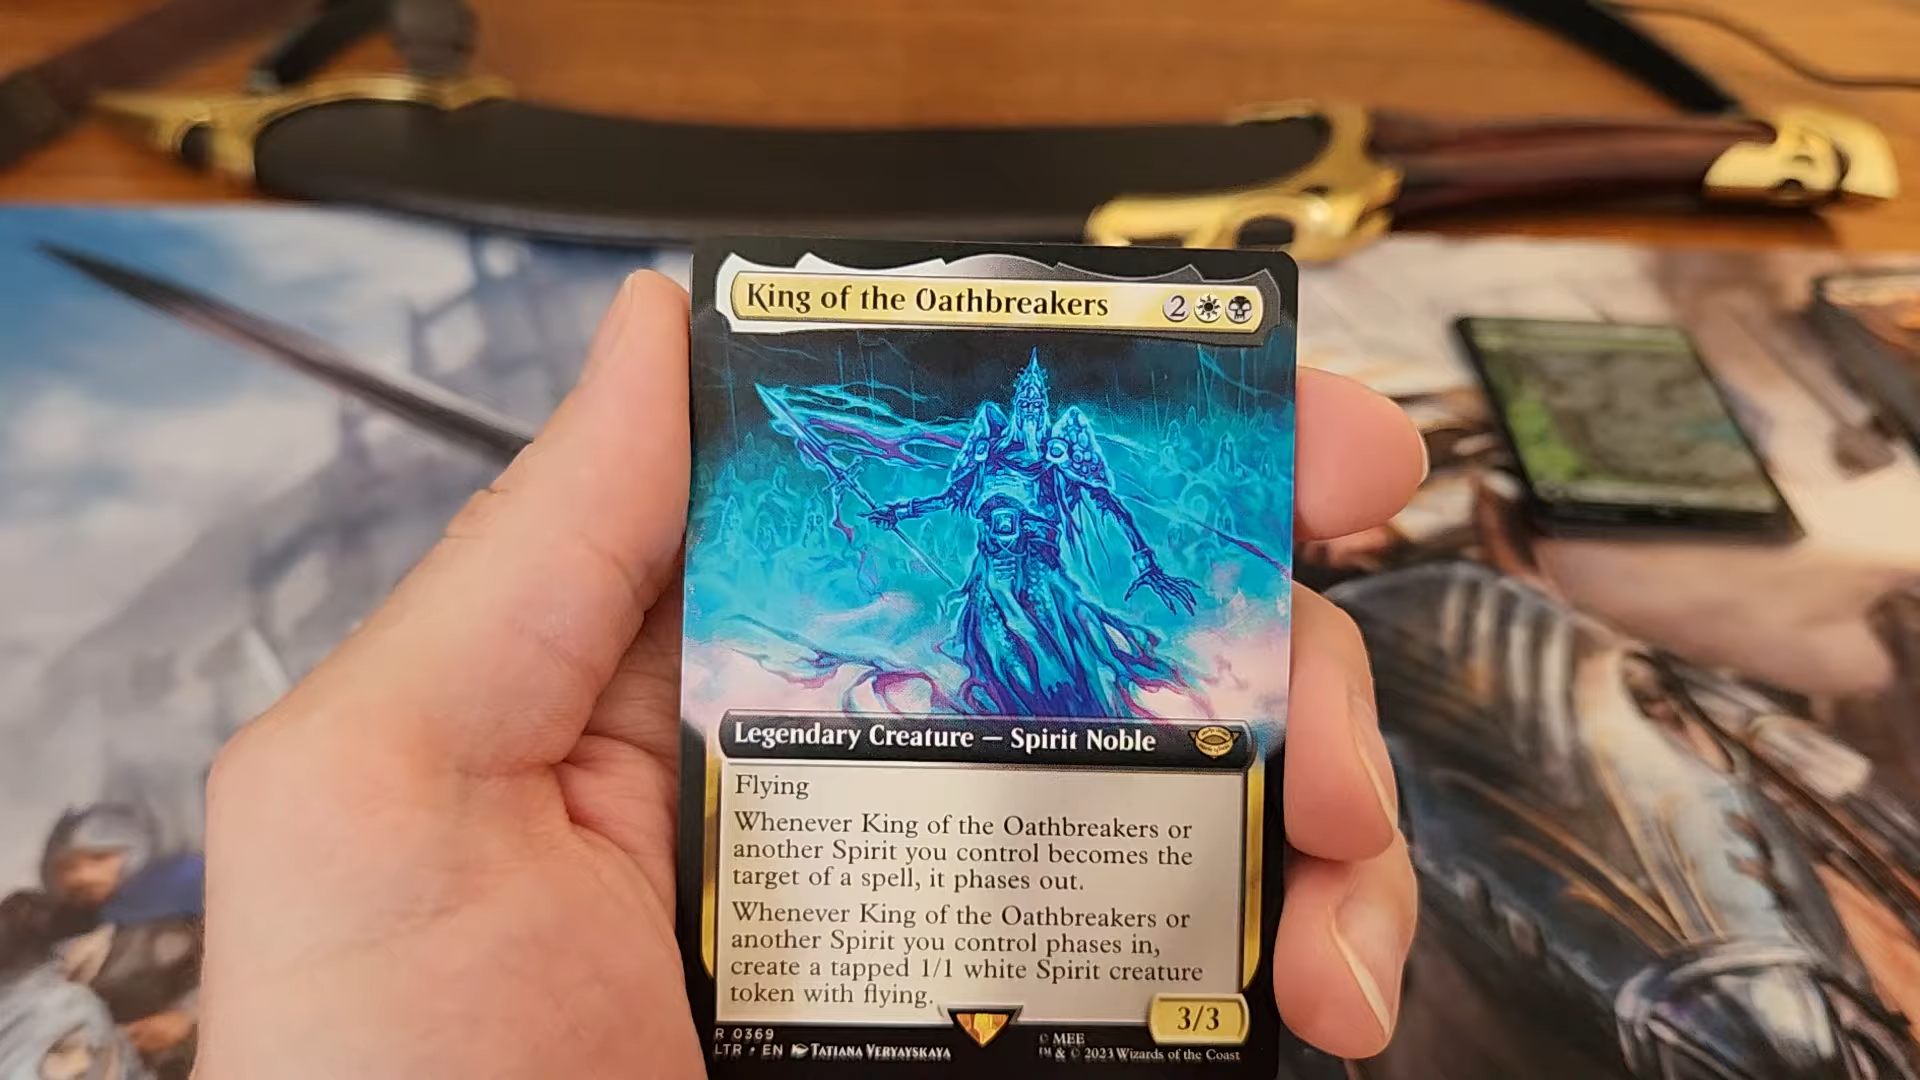 King of the Oathbreakers 2
Legendary Creature — Spirit Noble
Flying
Whenever King of the Oathbreakers or
another Spirit you control becomes the
target of a spell, it phases out.
Whenever King of the Oathbreakers or
another Spirit you control phases in,
create a tapped 1/1 white Spirit creature
token with flying.
3/3
R 0369
LTR • EN Tatiana Veryayskaya
© MEE
™ & © 2023 Wizards of the Coast